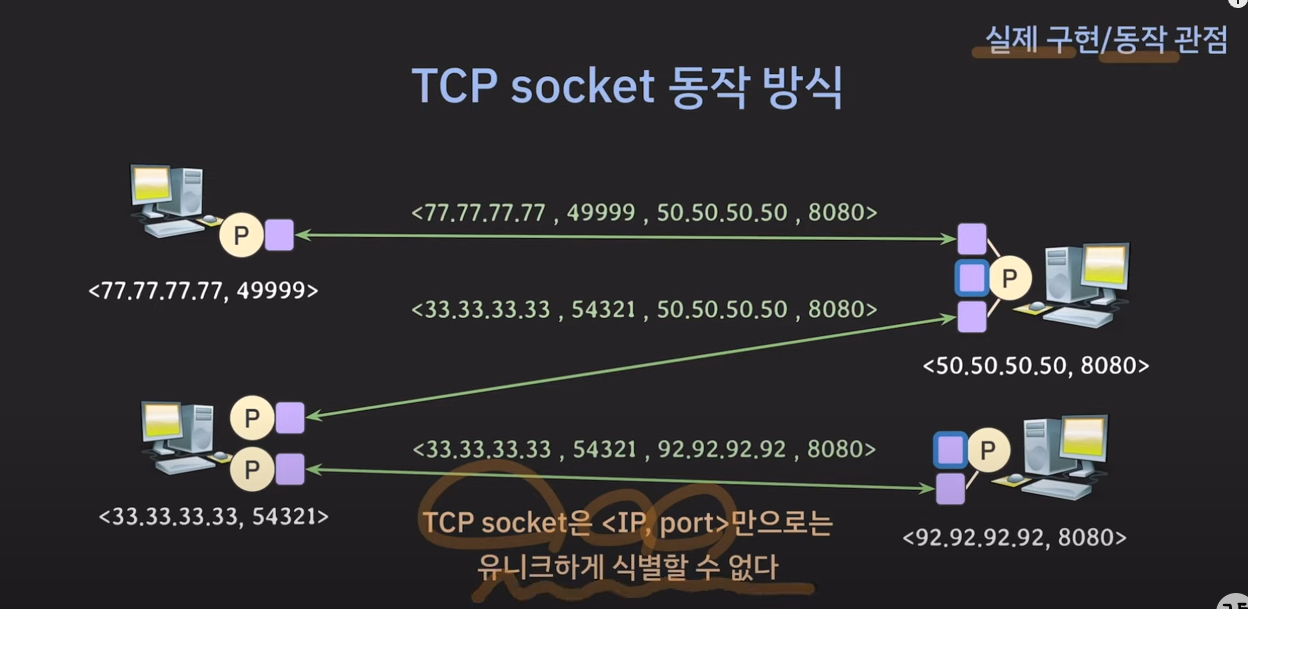 실제 구현/동작 관점
TCP socket 동작 방식
<77.77.77.77 , 49999 , 50.50.50.50 , 8080>
P
P
<77.77.77.77, 49999>
<33.33.33.33 , 54321 , 50.50.50.50 , 8080>
<50.50.50.50, 8080>
P
<33.33.33.33 , 54321 , 92.92.92.92 , 8080>
P
P
<33.33.33.33, 54321>
TCP socket은 <IP, port>만으로는
<92.92.92.92, 8080>
유니크하게 식별할 수 없다